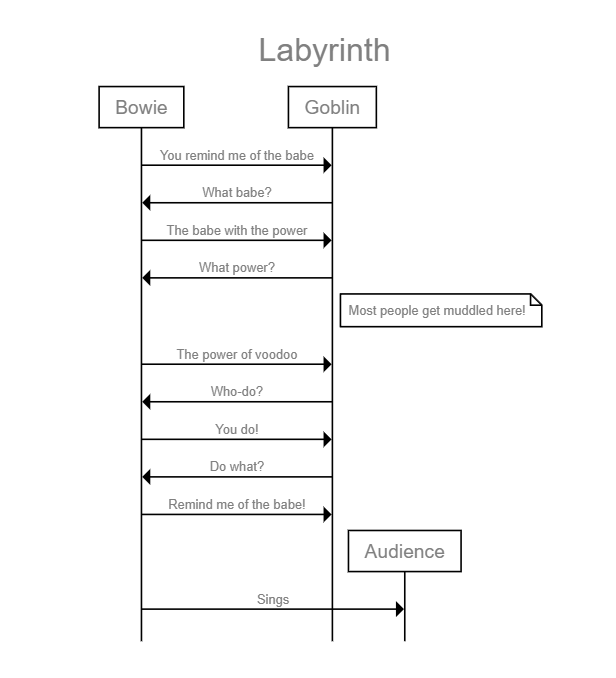 Labyrinth
Bowie
Goblin
You remind me of the babe
What babe?
The babe with the power
What power?
Most people get muddled here!
The power of voodoo
Who-do?
You do!
Do what?
Remind me of the babe!
Audience
Sings